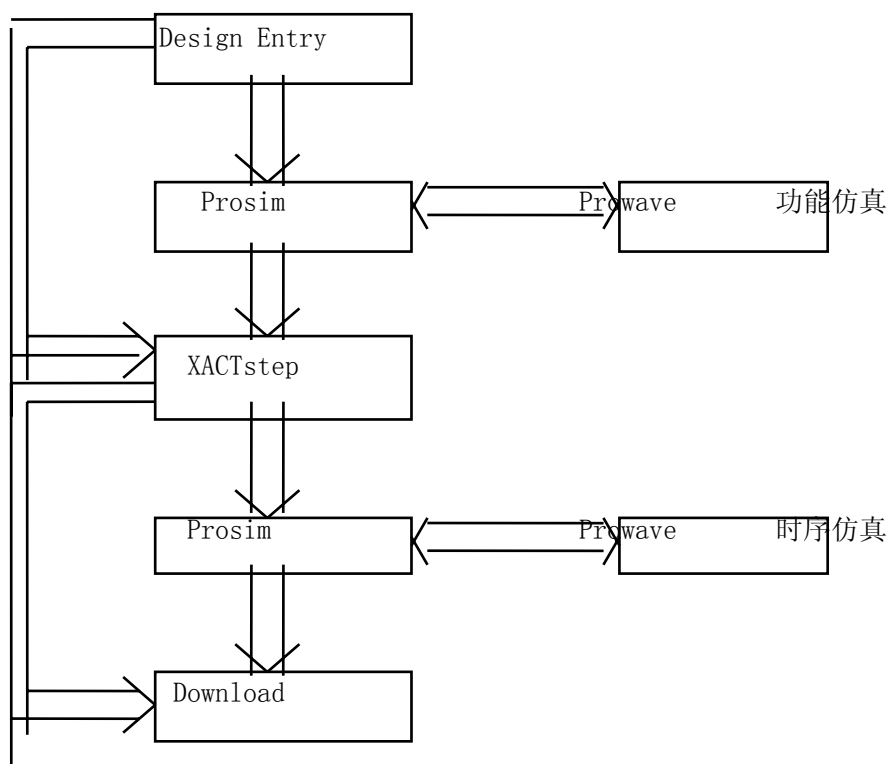 Design Entry
Prosim Prowave 功能仿真
XACTstep
Prosim Prowave 时序仿真
Download